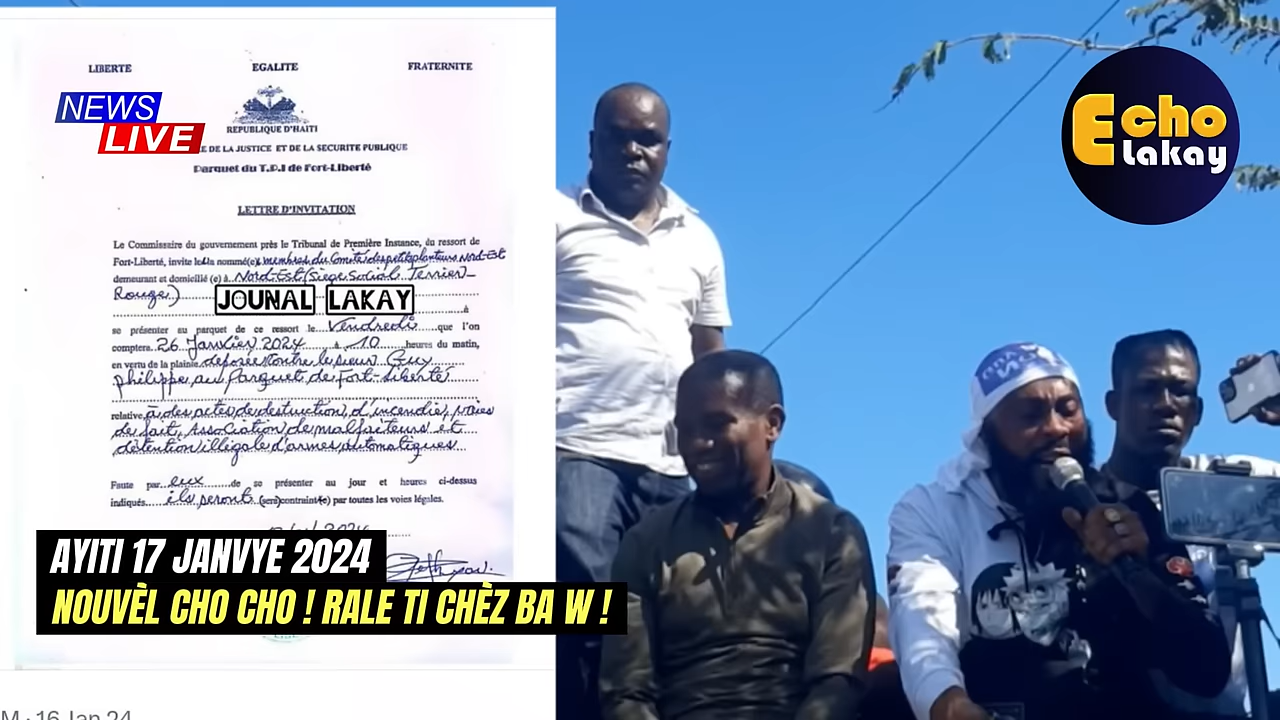 LIBERTE EGALITE FRATERNITE
NEWS
LIVE
REPUBLIQUE D'HAITI
E DE LA JUSTICE ET DE LA SECURITE PUBLIQUE
Parquet du T.P.I de Fort-Liberté
LETTRE D'INVITATION
Le Commissaire du gouvernement près le Tribunal de Première Instance, du ressort de
Fort-Liberté, invite le/la nommé(e) membres du Comité des petits planteurs Nord-Est
demeurant et domicilié (e) à Nord-Est (Siège Social Terrier-
Rouge)
JOUNAL LAKAY
à
se présenter au parquet de ce ressort le Vendredi que l'on
comptera 26 Janvier 2024 à 10 heures du matin,
en vertu de la plainte déposée contre le sieur Guy
philippe, au Parquet de Fort-Liberté
relative à des actes de destruction, d'incendie, voies
de fait, Association de malfaiteurs et
détention illégale d'armes automatiques.
Faute par eux de se présenter au jour et heures ci-dessus
indiqués ils seront (sera)contraint(e) par toutes les voies légales.
2024
AYITI 17 JANVYE 2024
NOUVÈL CHO CHO ! RALE TI CHÈZ BA W !
M · 16 Jan 24
Echo
Lakay